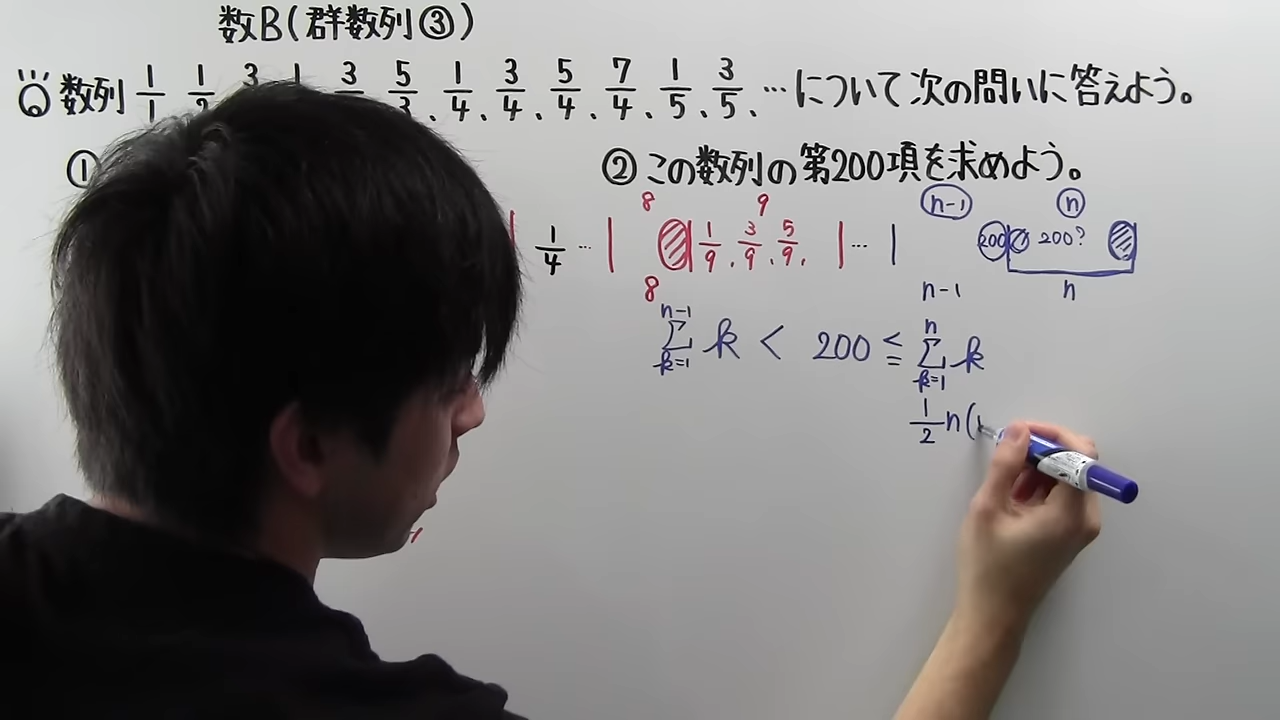 数B(群数列③)
数列 1/1 1/2 3 1 3 5 、1/4、3/4、5/4、7/4、1/5、3/5、…について次の問いに答えよう。
①
②この数列の第200項を求めよう。
8 9 n-1 n
1/4 … | 1/9、3/9、5/9、| … | 200 200?
8 n-1 n
n-1Σk=1 k < 200 ≦ nΣk=1 k
1/2 n(